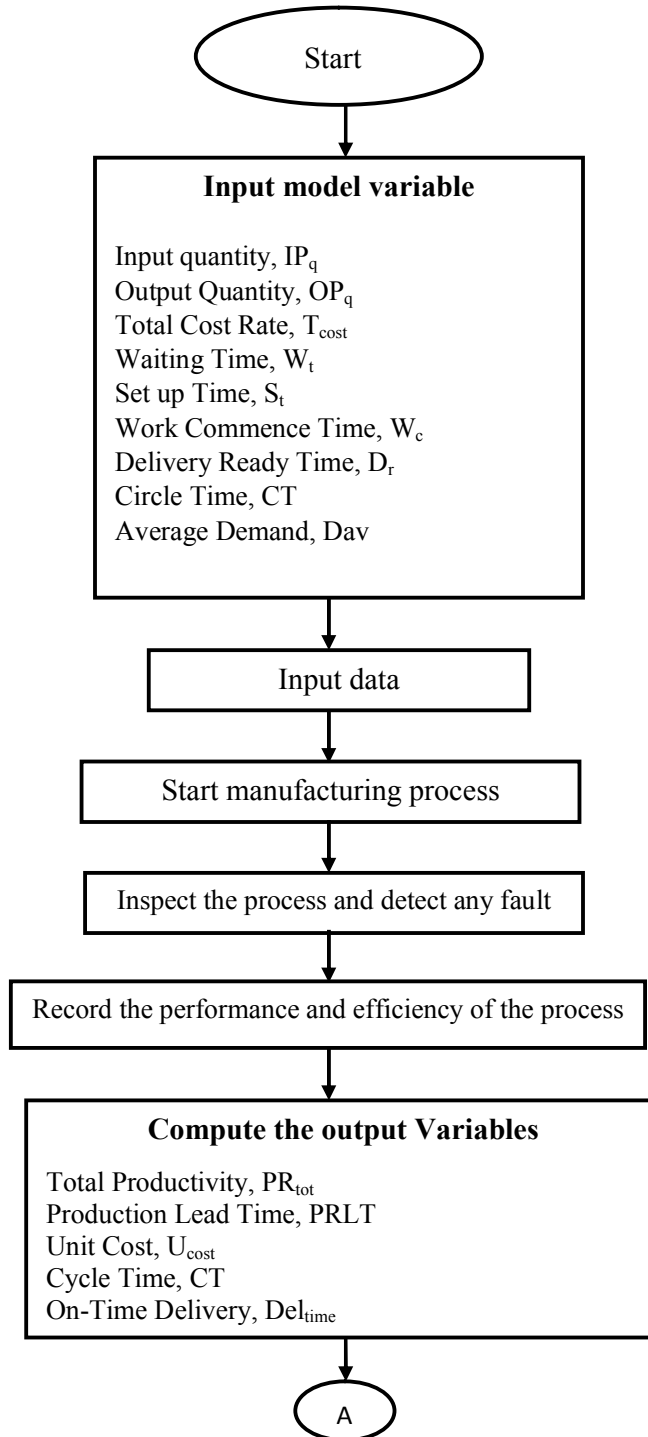 Start
Input model variable
Input quantity, IPq
Output Quantity, OPq
Total Cost Rate, Tcost
Waiting Time, Wt
Set up Time, St
Work Commence Time, Wc
Delivery Ready Time, Dr
Circle Time, CT
Average Demand, Dav
Input data
Start manufacturing process
Inspect the process and detect any fault
Record the performance and efficiency of the process
Compute the output Variables
Total Productivity, PRtot
Production Lead Time, PRLT
Unit Cost, Ucost
Cycle Time, CT
On-Time Delivery, Deltime
A